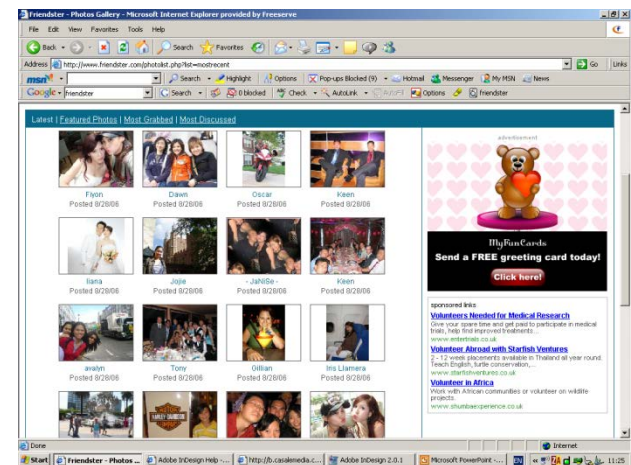 Friendster - Photos Gallery - Microsoft Internet Explorer provided by Freeserve
File Edit View Favorites Tools Help
Back Search Favorites
Address http://www.friendster.com/photolist.php?list=mostrecent Go Links
msn Search Highlight Options Pop-ups Blocked (9) Hotmail Messenger My MSN News
Google friendster Search 0 blocked Check AutoLink AutoFill Options friendster
Latest | Featured Photos | Most Grabbed | Most Discussed
advertisement
Fiyon Dawn Oscar Keen
Posted 8/28/06 Posted 8/28/06 Posted 8/28/06 Posted 8/28/06
MyFunCards
Send a FREE greeting card today!
Click here!
liana Jope - JaNiSe - Keen
Posted 8/28/06 Posted 8/28/06 Posted 8/28/06 Posted 8/28/06
sponsored links
Volunteers Needed for Medical Research
Give your spare time and get paid to participate in medical
trials, help find improved treatments...
www.entertrials.co.uk
Volunteer Abroad with Starfish Ventures
2 - 12 week placements available in Thailand all year round.
Teach English, turtle conservation,...
www.starfishventures.co.uk
Volunteer in Africa
Work with African communities or volunteer on wildlife
projects.
www.shumbaexperience.co.uk
avalyn Tony Gillian Iris Llamera
Posted 8/28/06 Posted 8/28/06 Posted 8/28/06 Posted 8/28/06
HARLEY-DAVIDSON
Done Internet
Start Friendster - Photos ... Adobe InDesign Help -... http://b.casalemedia.c... Adobe InDesign 2.0.1 Microsoft PowerPoint -... EN 11:25